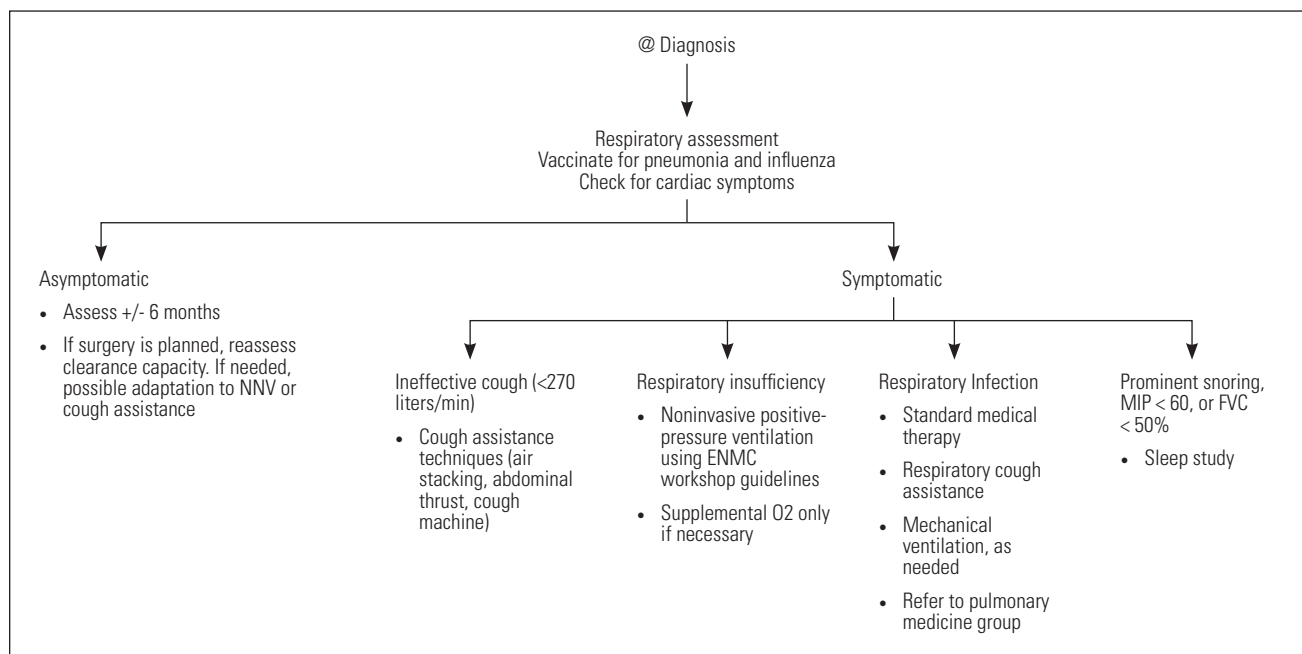 @ Diagnosis
Respiratory assessment
Vaccinate for pneumonia and influenza
Check for cardiac symptoms
Asymptomatic
• Assess +/- 6 months
• If surgery is planned, reassess
clearance capacity. If needed,
possible adaptation to NNV or
cough assistance
Symptomatic
Ineffective cough (<270
liters/min)
• Cough assistance
techniques (air
stacking, abdominal
thrust, cough
machine)
Respiratory insufficiency
• Noninvasive positive-
pressure ventilation
using ENMC
workshop guidelines
• Supplemental O2 only
if necessary
Respiratory Infection
• Standard medical
therapy
• Respiratory cough
assistance
• Mechanical
ventilation, as
needed
• Refer to pulmonary
medicine group
Prominent snoring,
MIP < 60, or FVC
< 50%
• Sleep study